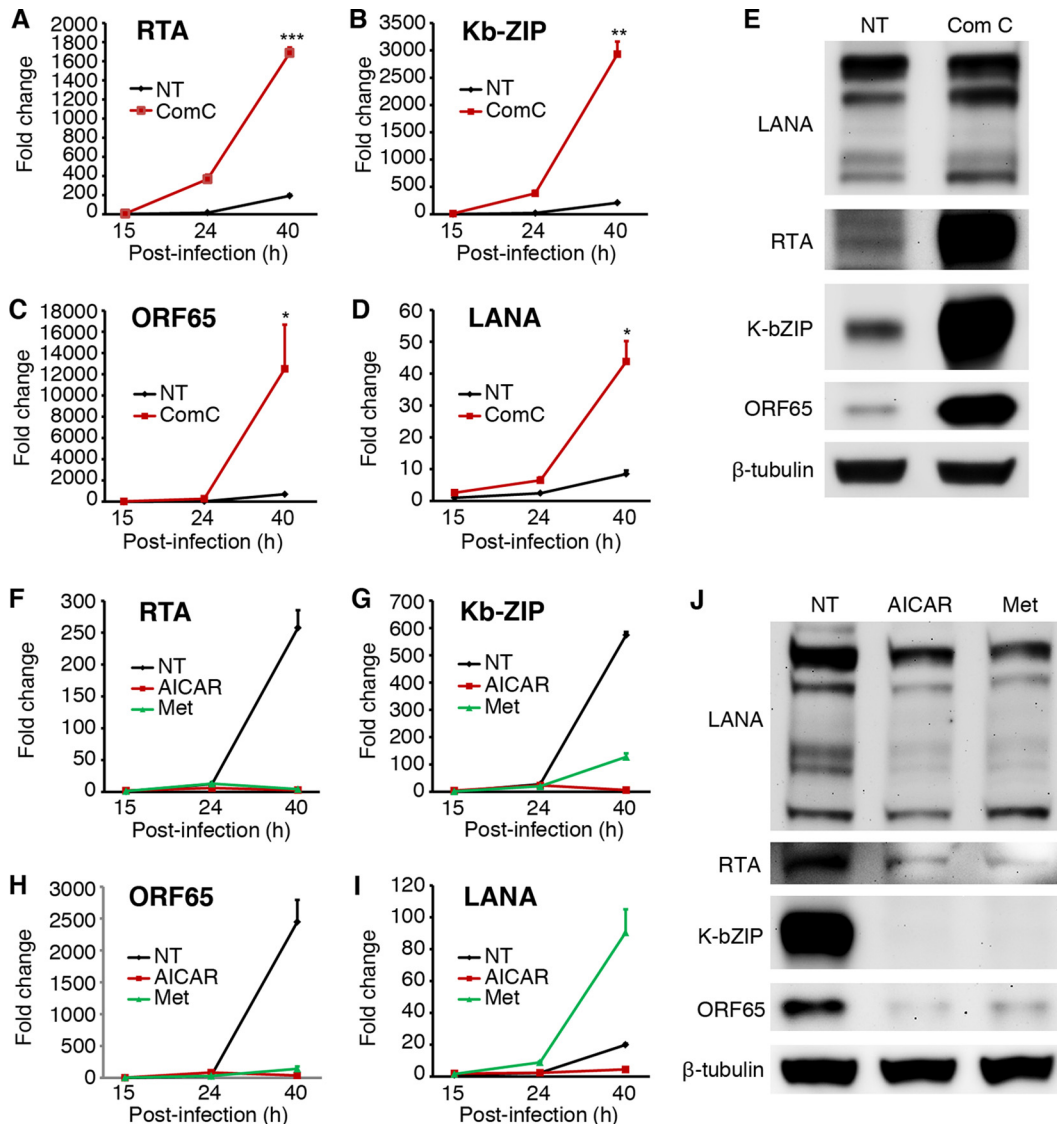 A RTA
2000
1800
1600
1400
1200
1000
800
600
400
200
0
Fold change
NT
ComC
***
15 24 40
Post-infection (h)
B Kb-ZIP
3500
3000
2500
2000
1500
1000
500
0
Fold change
NT
ComC
**
15 24 40
Post-infection (h)
C ORF65
18000
16000
14000
12000
10000
8000
6000
4000
2000
0
Fold change
NT
ComC
*
15 24 40
Post-infection (h)
D LANA
60
50
40
30
20
10
0
Fold change
NT
ComC
*
15 24 40
Post-infection (h)
E
NT Com C
LANA
RTA
K-bZIP
ORF65
β-tubulin
F RTA
300
250
200
150
100
50
0
Fold change
NT
AICAR
Met
15 24 40
Post-infection (h)
G Kb-ZIP
700
600
500
400
300
200
100
0
Fold change
NT
AICAR
Met
15 24 40
Post-infection (h)
H ORF65
3000
2500
2000
1500
1000
500
0
Fold change
NT
AICAR
Met
15 24 40
Post-infection (h)
I LANA
120
100
80
60
40
20
0
Fold change
NT
AICAR
Met
15 24 40
Post-infection (h)
J
NT AICAR Met
LANA
RTA
K-bZIP
ORF65
β-tubulin